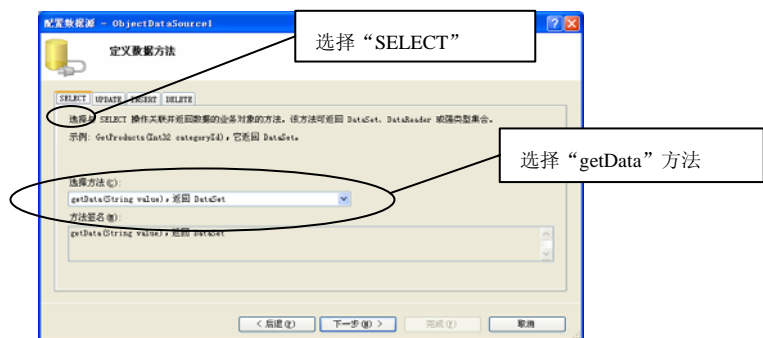 配置数据源 - ObjectDataSource1
选择“SELECT”
定义数据方法
SELECT UPDATE INSERT DELETE
选择与 SELECT 操作关联并返回数据的业务对象的方法。该方法可返回 DataSet、DataReader 或强类型集合。
示例: GetProducts(Int32 categoryId)，它返回 DataSet。
选择“getData”方法
选择方法(C):
getData(String value)，返回 DataSet
方法签名(M):
getData(String value)，返回 DataSet
< 后退(P) 下一步(N) > 完成(F) 取消